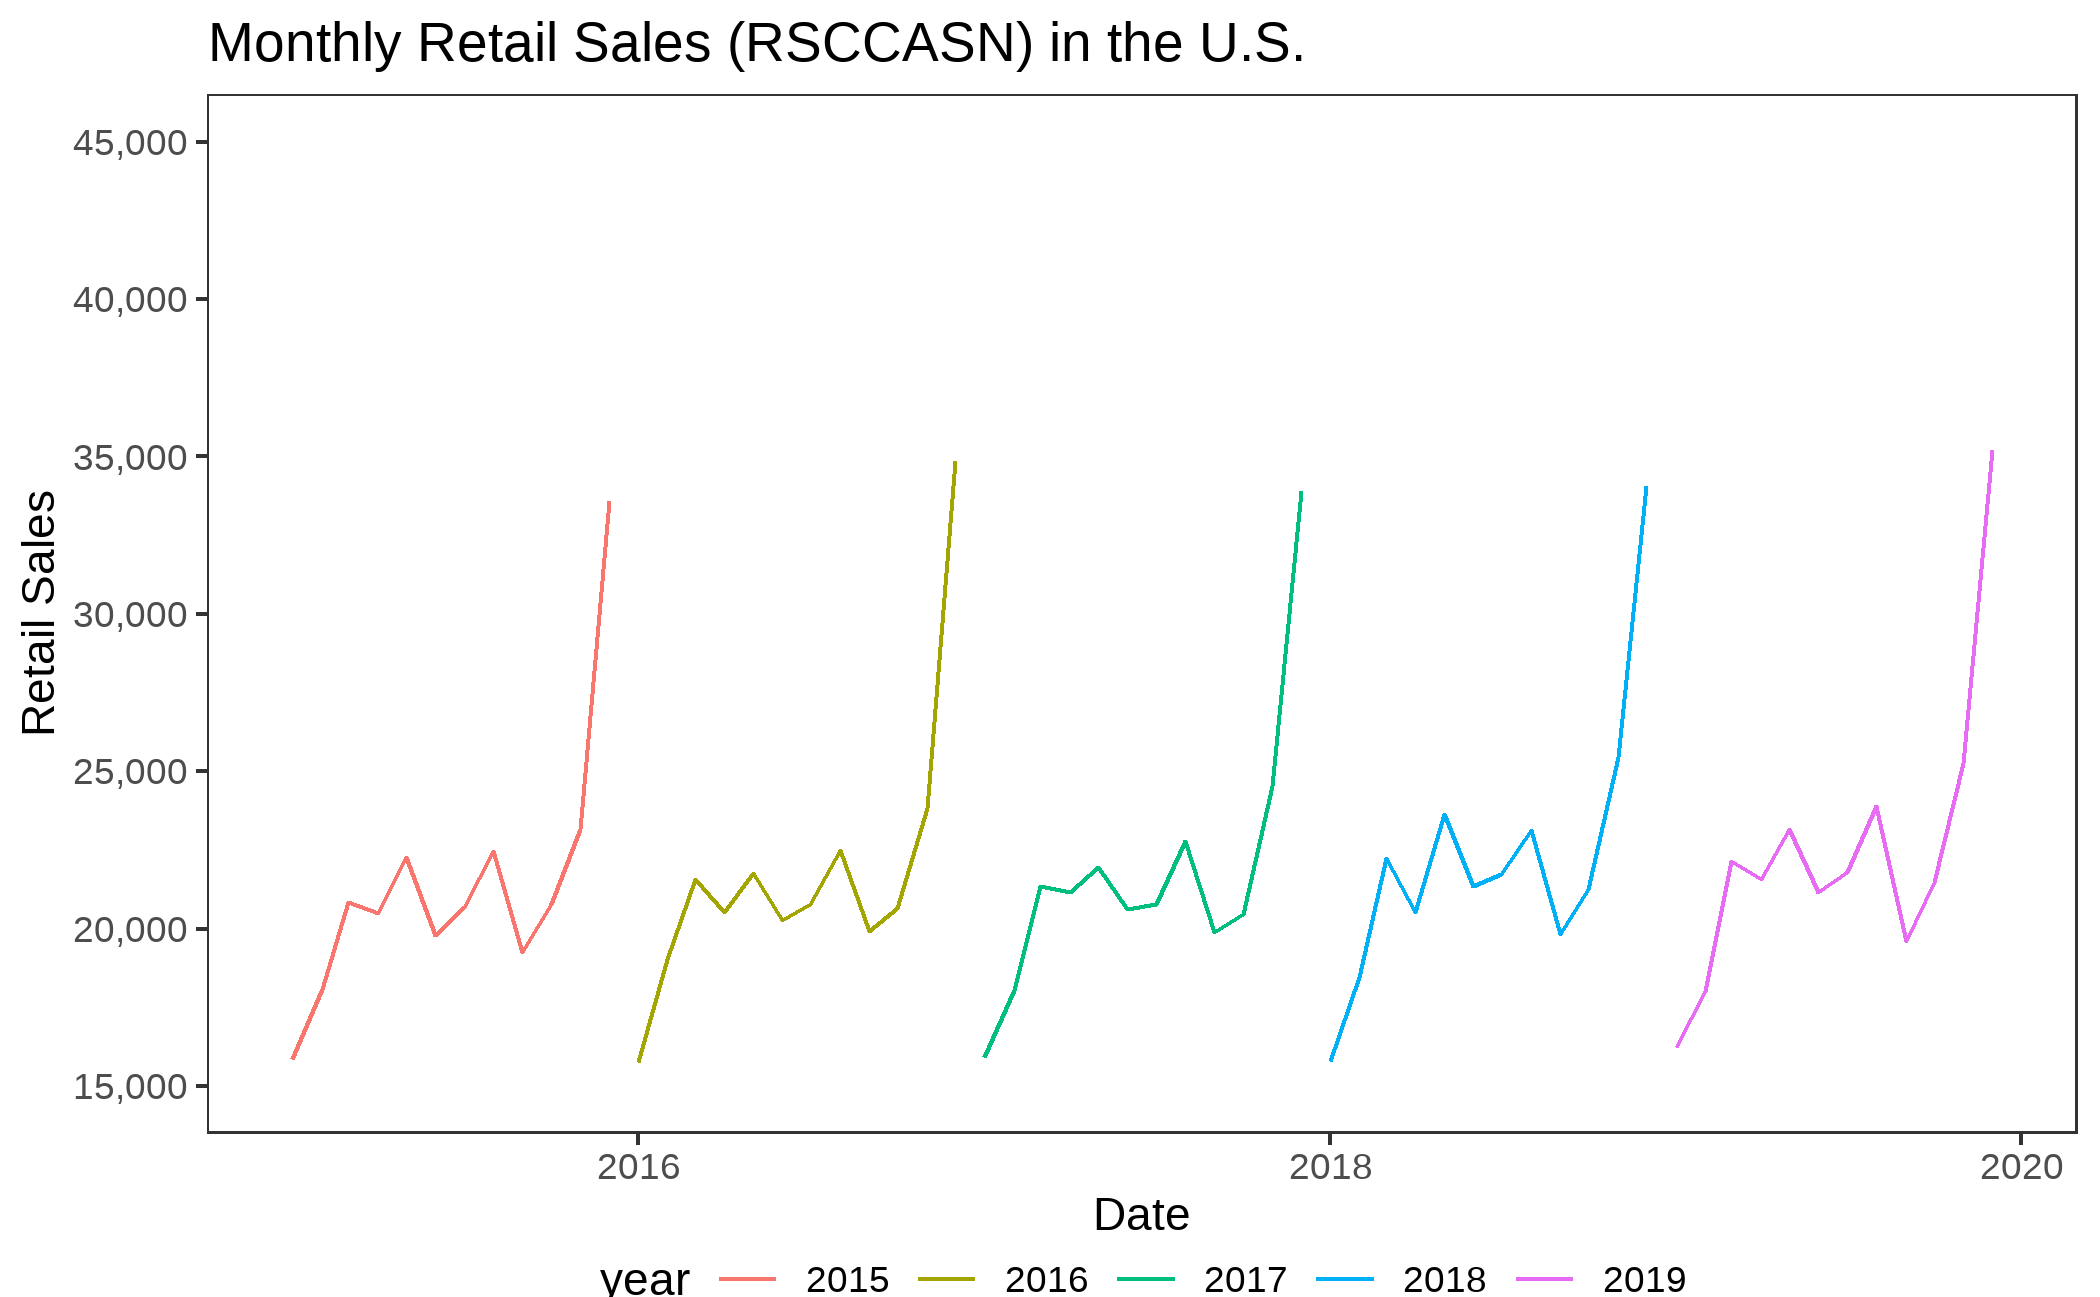 Monthly Retail Sales (RSCCASN) in the U.S.
45,000
40,000
35,000
30,000
25,000
20,000
15,000
Retail Sales
2016 2018 2020
Date
year 2015 2016 2017 2018 2019